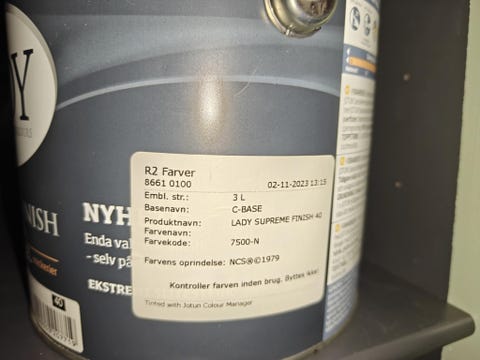 Y
R2 Farver
8661 0100
02-11-2023 13:15
Embl. str.: 3 L
Basenavn: C-BASE
Produktnavn: LADY SUPREME FINISH 40
Farvenavn:
Farvekode: 7500-N
Farvens oprindelse: NCS®©1979
Kontroller farven inden brug. Byttes ikke!
Tinted with Jotun Colour Manager
NISH
NYH
Enda
- selv på
EKSTRE
40